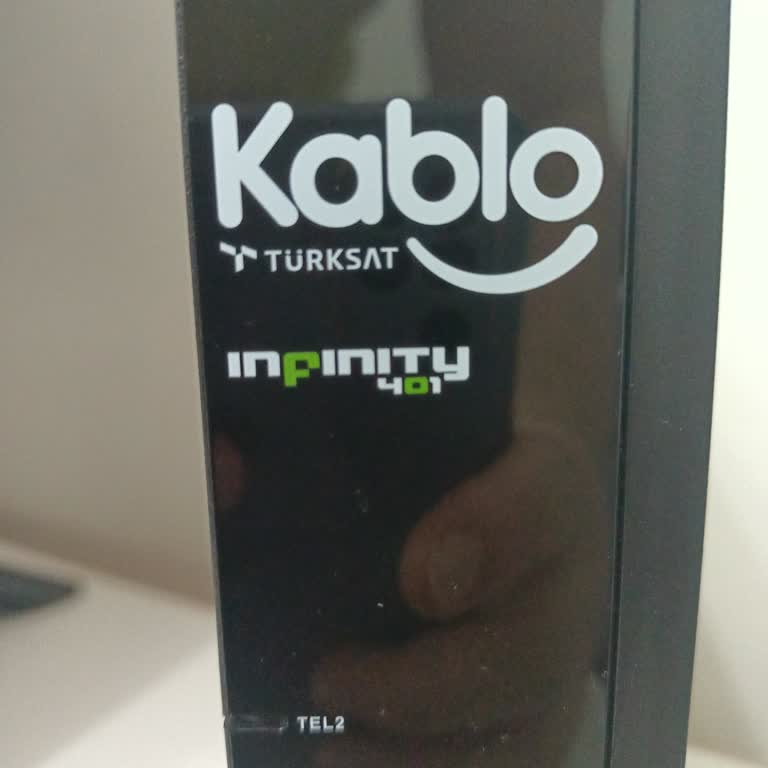 Kablo
TÜRKSAT
INFINITY
401
TEL2